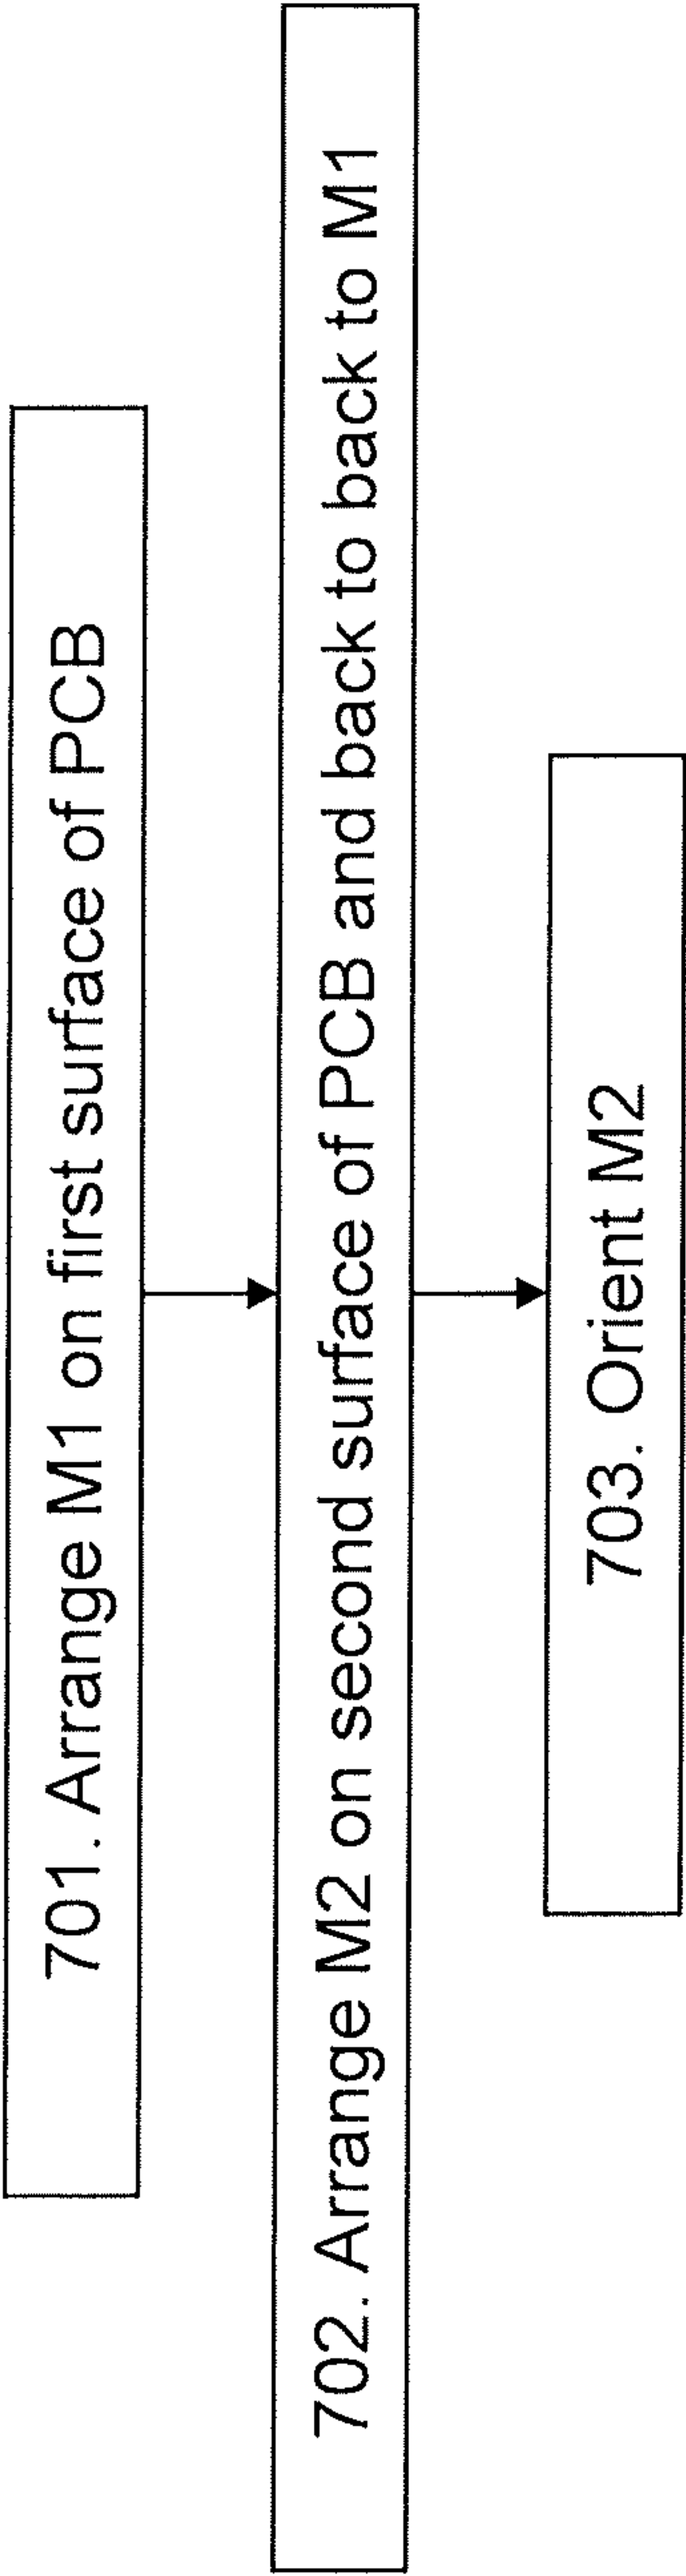 701. Arrange M1 on first surface of PCB
702. Arrange M2 on second surface of PCB and back to back to M1
703. Orient M2